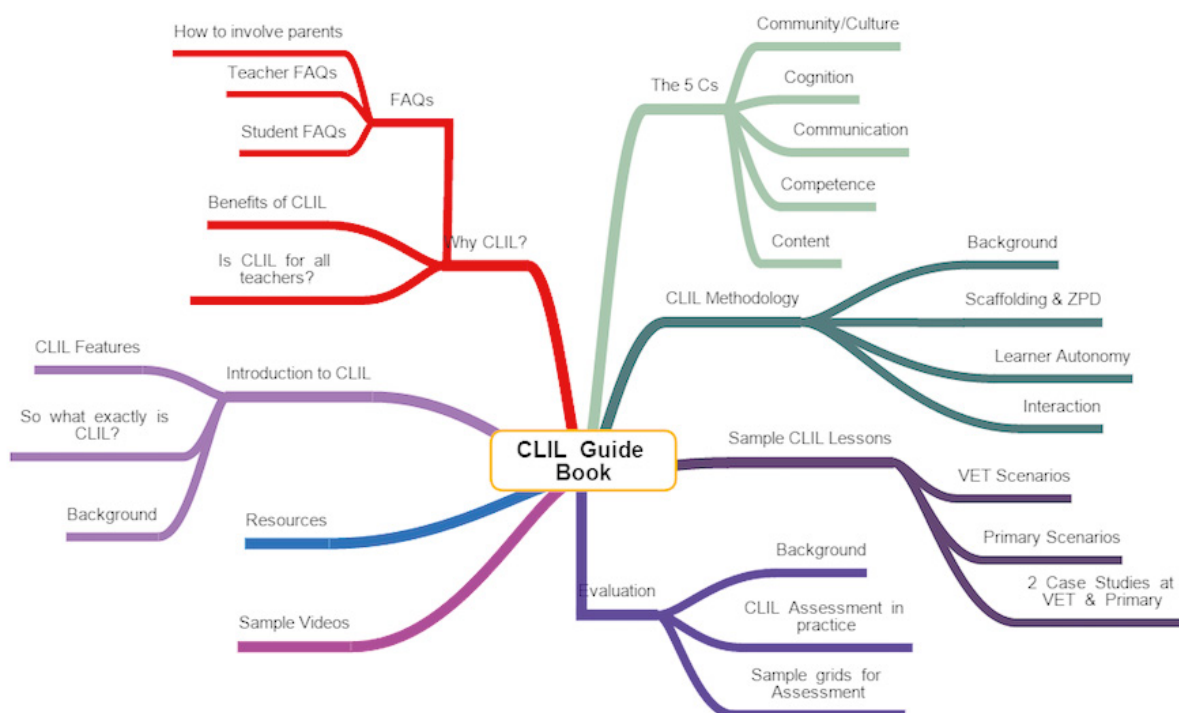 How to involve parents
Teacher FAQs
Student FAQs
FAQs
Benefits of CLIL
Is CLIL for all
teachers?
Why CLIL?
CLIL Features
So what exactly is
CLIL?
Background
Introduction to CLIL
Resources
Sample Videos
CLIL Guide
Book
The 5 Cs
Community/Culture
Cognition
Communication
Competence
Content
CLIL Methodology
Background
Scaffolding & ZPD
Learner Autonomy
Interaction
Sample CLIL Lessons
VET Scenarios
Primary Scenarios
2 Case Studies at
VET & Primary
Evaluation
Background
CLIL Assessment in
practice
Sample grids for
Assessment